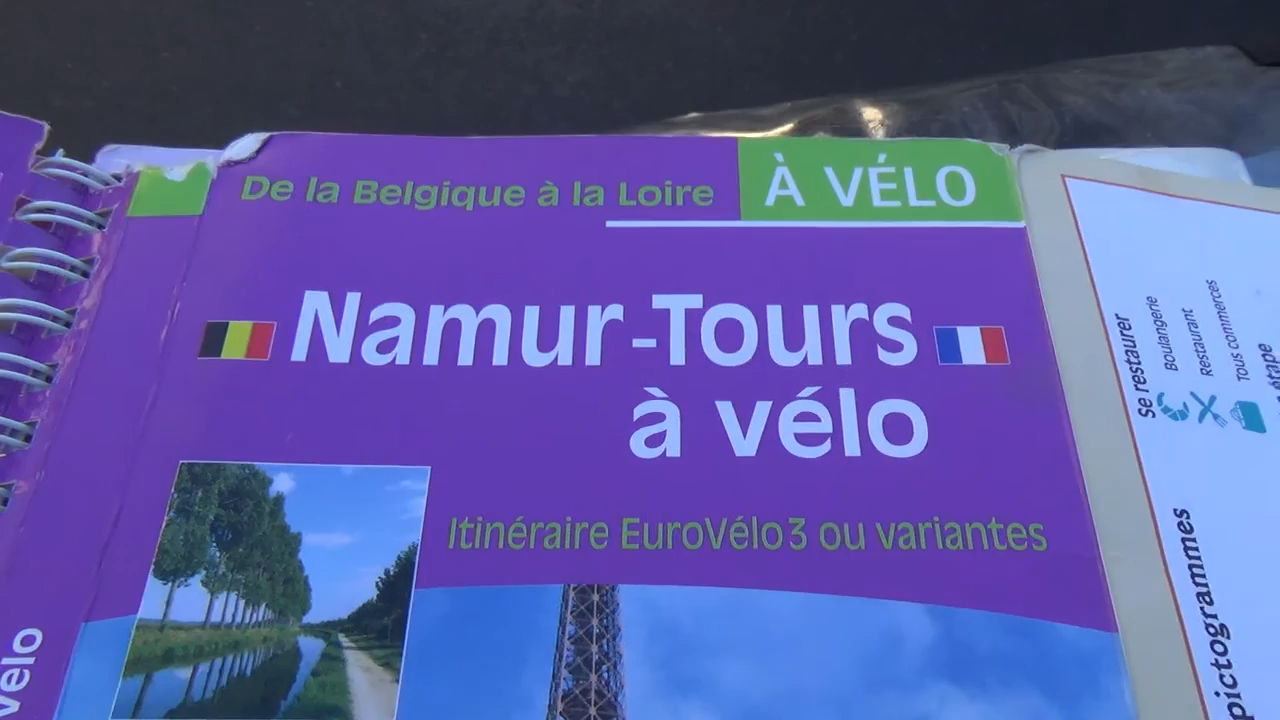 De la Belgique à la Loire
À VÉLO
Namur-Tours
à vélo
Itinéraire EuroVélo3 ou variantes
vélo
Se restaurer
Boulangerie
Restaurant
Tous commerces
étape
pictogrammes